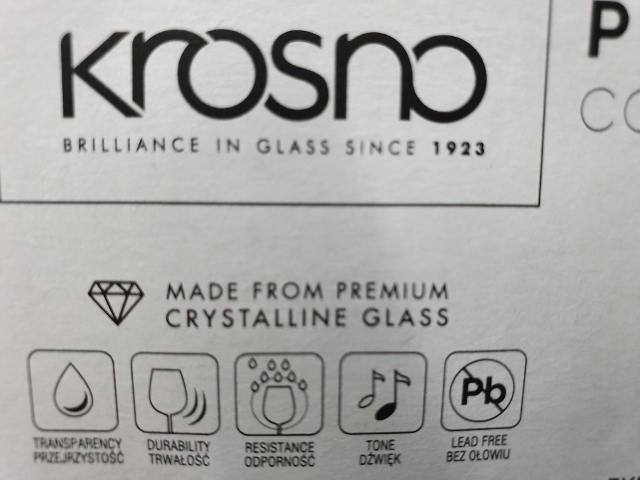 krosno
BRILLIANCE IN GLASS SINCE 1923
P
CO
MADE FROM PREMIUM
CRYSTALLINE GLASS
Pb
TRANSPARENCY
PRZEJRZYSTOŚĆ
DURABILITY
TRWAŁOŚĆ
RESISTANCE
ODPORNOŚĆ
TONE
DŹWIĘK
LEAD FREE
BEZ OŁOWIU